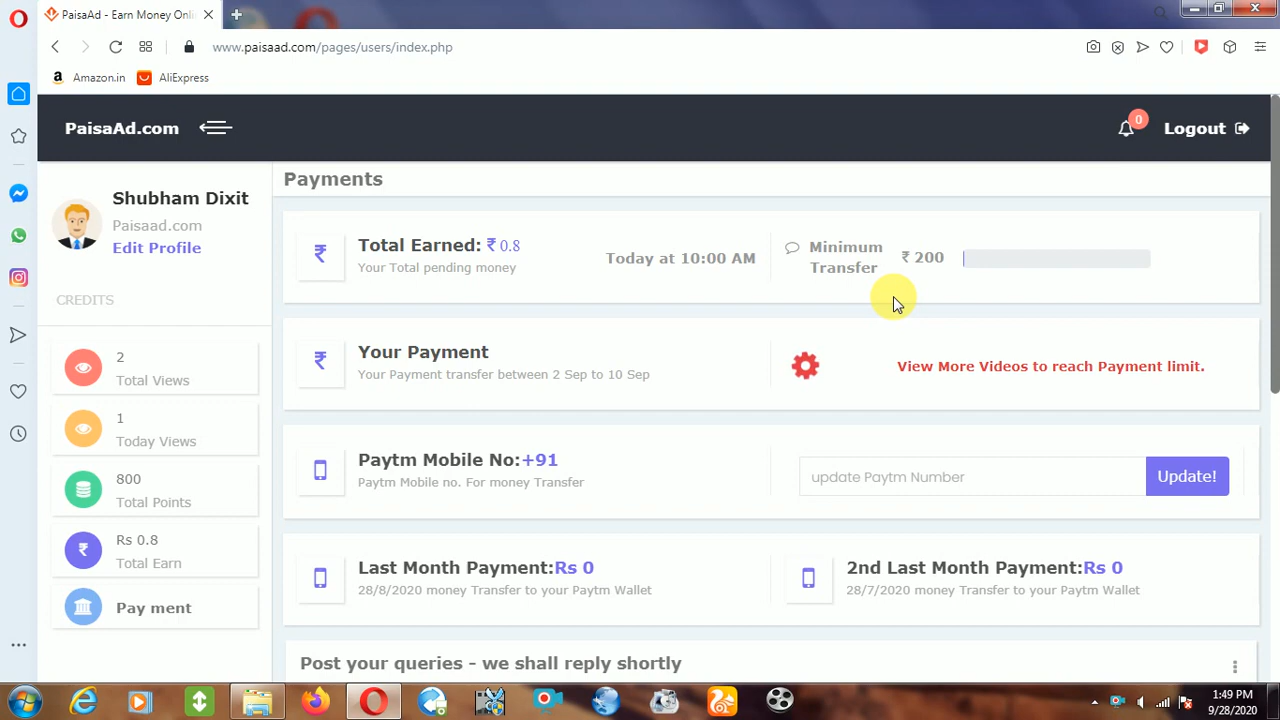 PaisaAd - Earn Money Onli
www.paisaad.com/pages/users/index.php
Amazon.in
AliExpress
PaisaAd.com
0
Logout
Shubham Dixit
Paisaad.com
Edit Profile
CREDITS
2
Total Views
1
Today Views
800
Total Points
Rs 0.8
Total Earn
Pay ment
Payments
Total Earned: ₹ 0.8
Your Total pending money
Today at 10:00 AM
Minimum
Transfer
₹ 200
Your Payment
Your Payment transfer between 2 Sep to 10 Sep
View More Videos to reach Payment limit.
Paytm Mobile No:+91
Paytm Mobile no. For money Transfer
update Paytm Number
Update!
Last Month Payment:Rs 0
28/8/2020 money Transfer to your Paytm Wallet
2nd Last Month Payment:Rs 0
28/7/2020 money Transfer to your Paytm Wallet
Post your queries - we shall reply shortly
1:49 PM
9/28/2020